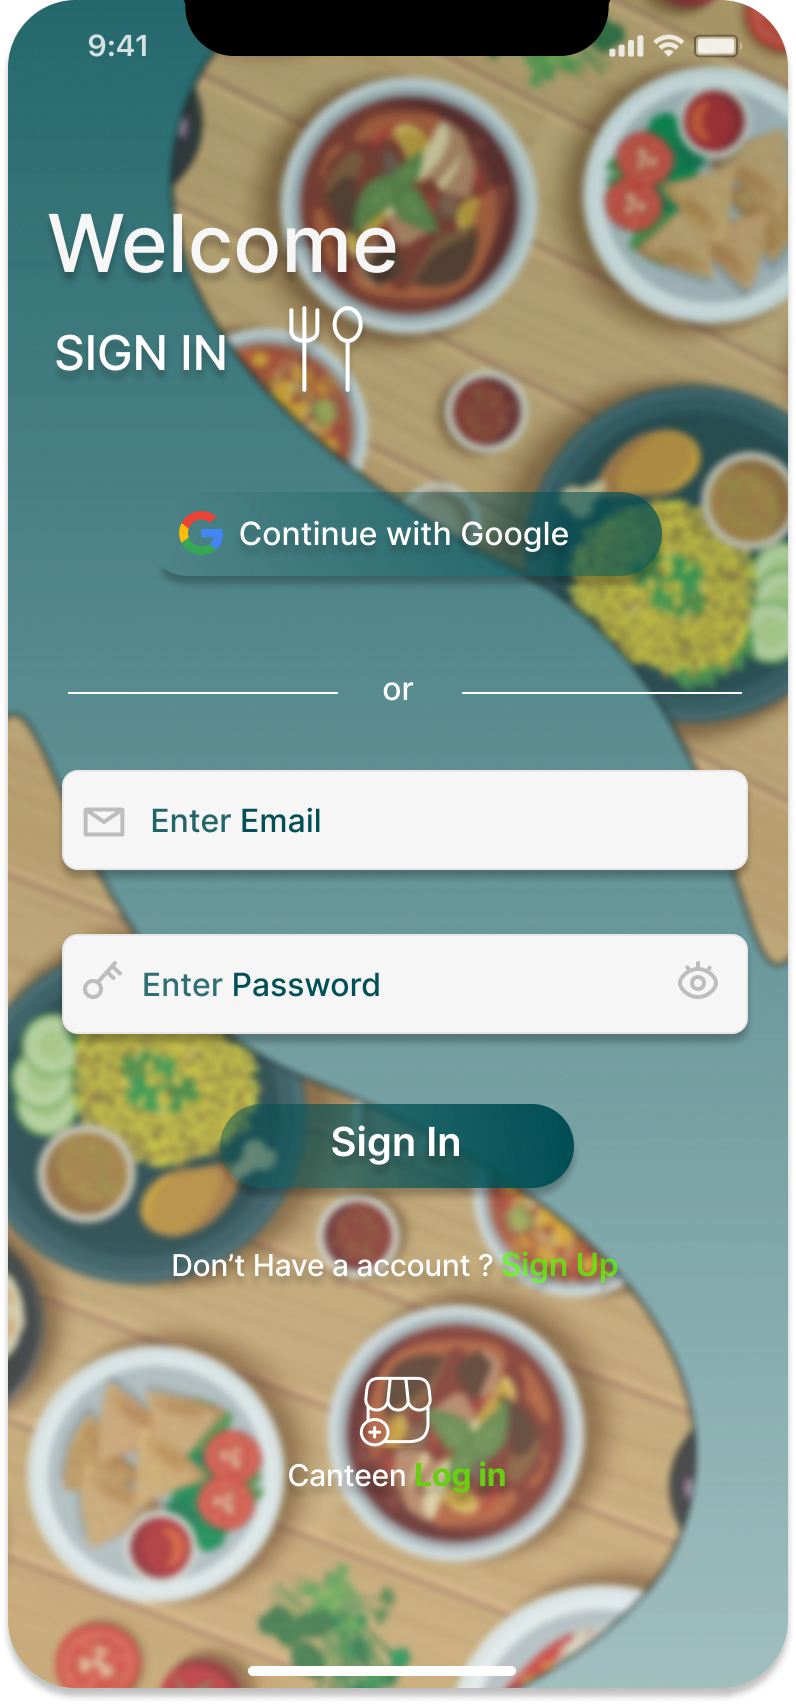 9:41
Welcome
SIGN IN
Continue with Google
or
Enter Email
Enter Password
Sign In
Don’t Have a account ? Sign Up
Canteen Log in